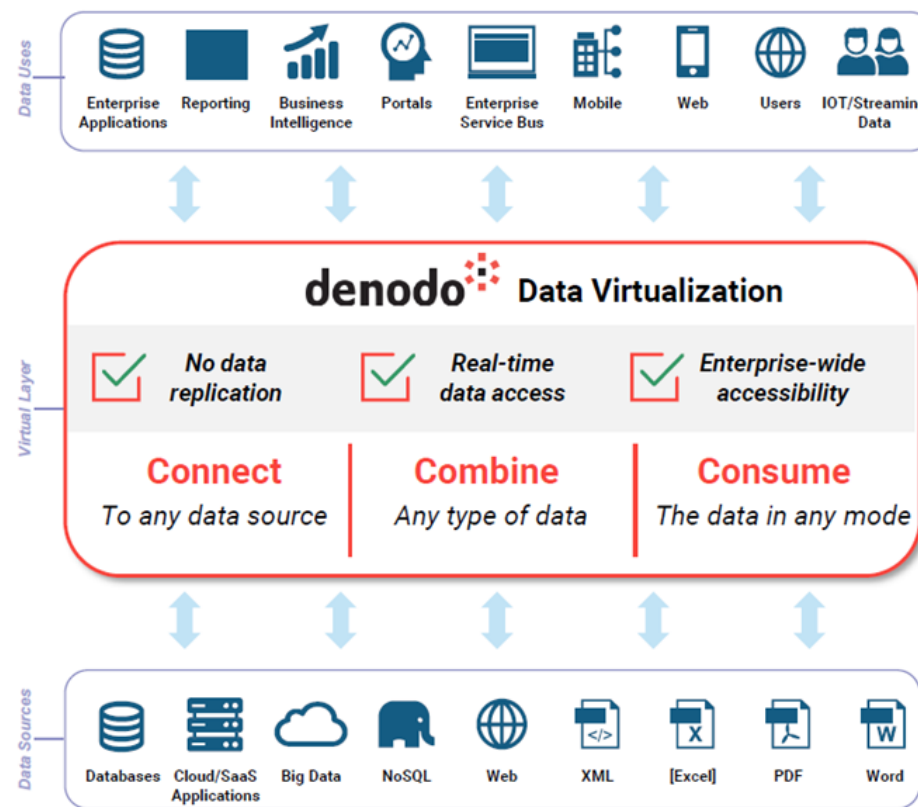 Data Uses
Enterprise
Applications
Reporting
Business
Intelligence
Portals
Enterprise
Service Bus
Mobile
Web
Users
IOT/Streamin
Data
Virtual Layer
denodo Data Virtualization
No data
replication
Real-time
data access
Enterprise-wide
accessibility
Connect
To any data source
Combine
Any type of data
Consume
The data in any mode
Data Sources
Databases
Cloud/SaaS
Applications
Big Data
NoSQL
Web
</>
XML
X
[Excel]
PDF
W
Word